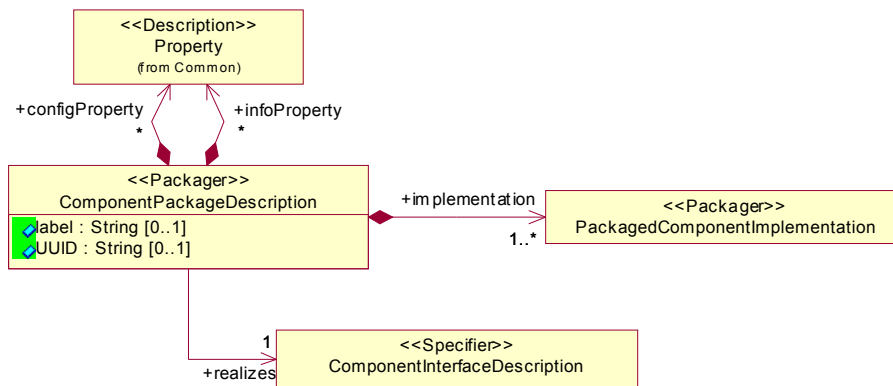 <<Description>>
Property
(from Common)
+configProperty
+infoProperty
*
*
<<Packager>>
ComponentPackageDescription
label : String [0..1]
UUID : String [0..1]
+implementation
1..*
<<Packager>>
PackagedComponentImplementation
1
+realizes
<<Specifier>>
ComponentInterfaceDescription